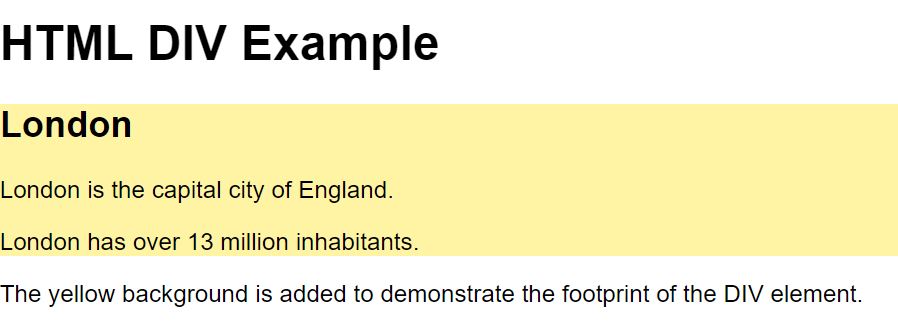 HTML DIV Example
London
London is the capital city of England.
London has over 13 million inhabitants.
The yellow background is added to demonstrate the footprint of the DIV element.